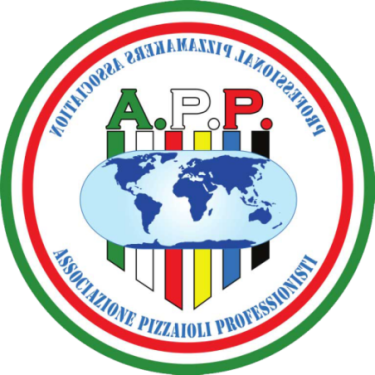 PROFESSIONAL PIZZAMAKERS ASSOCIATION
A.P.P.
ASSOCIAZIONE PIZZAIOLI PROFESSIONISTI